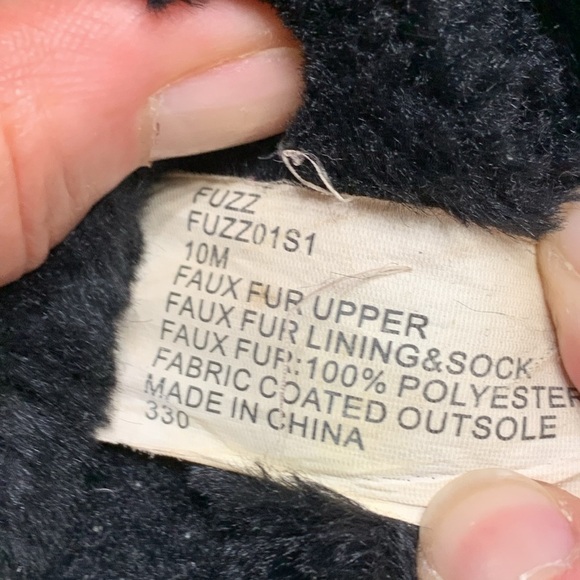 FUZZ
FUZZ01S1
10M
FAUX FUR UPPER
FAUX FUR LINING&SOCK
FAUX FUR:100% POLYESTER
FABRIC COATED OUTSOLE
MADE IN CHINA
330